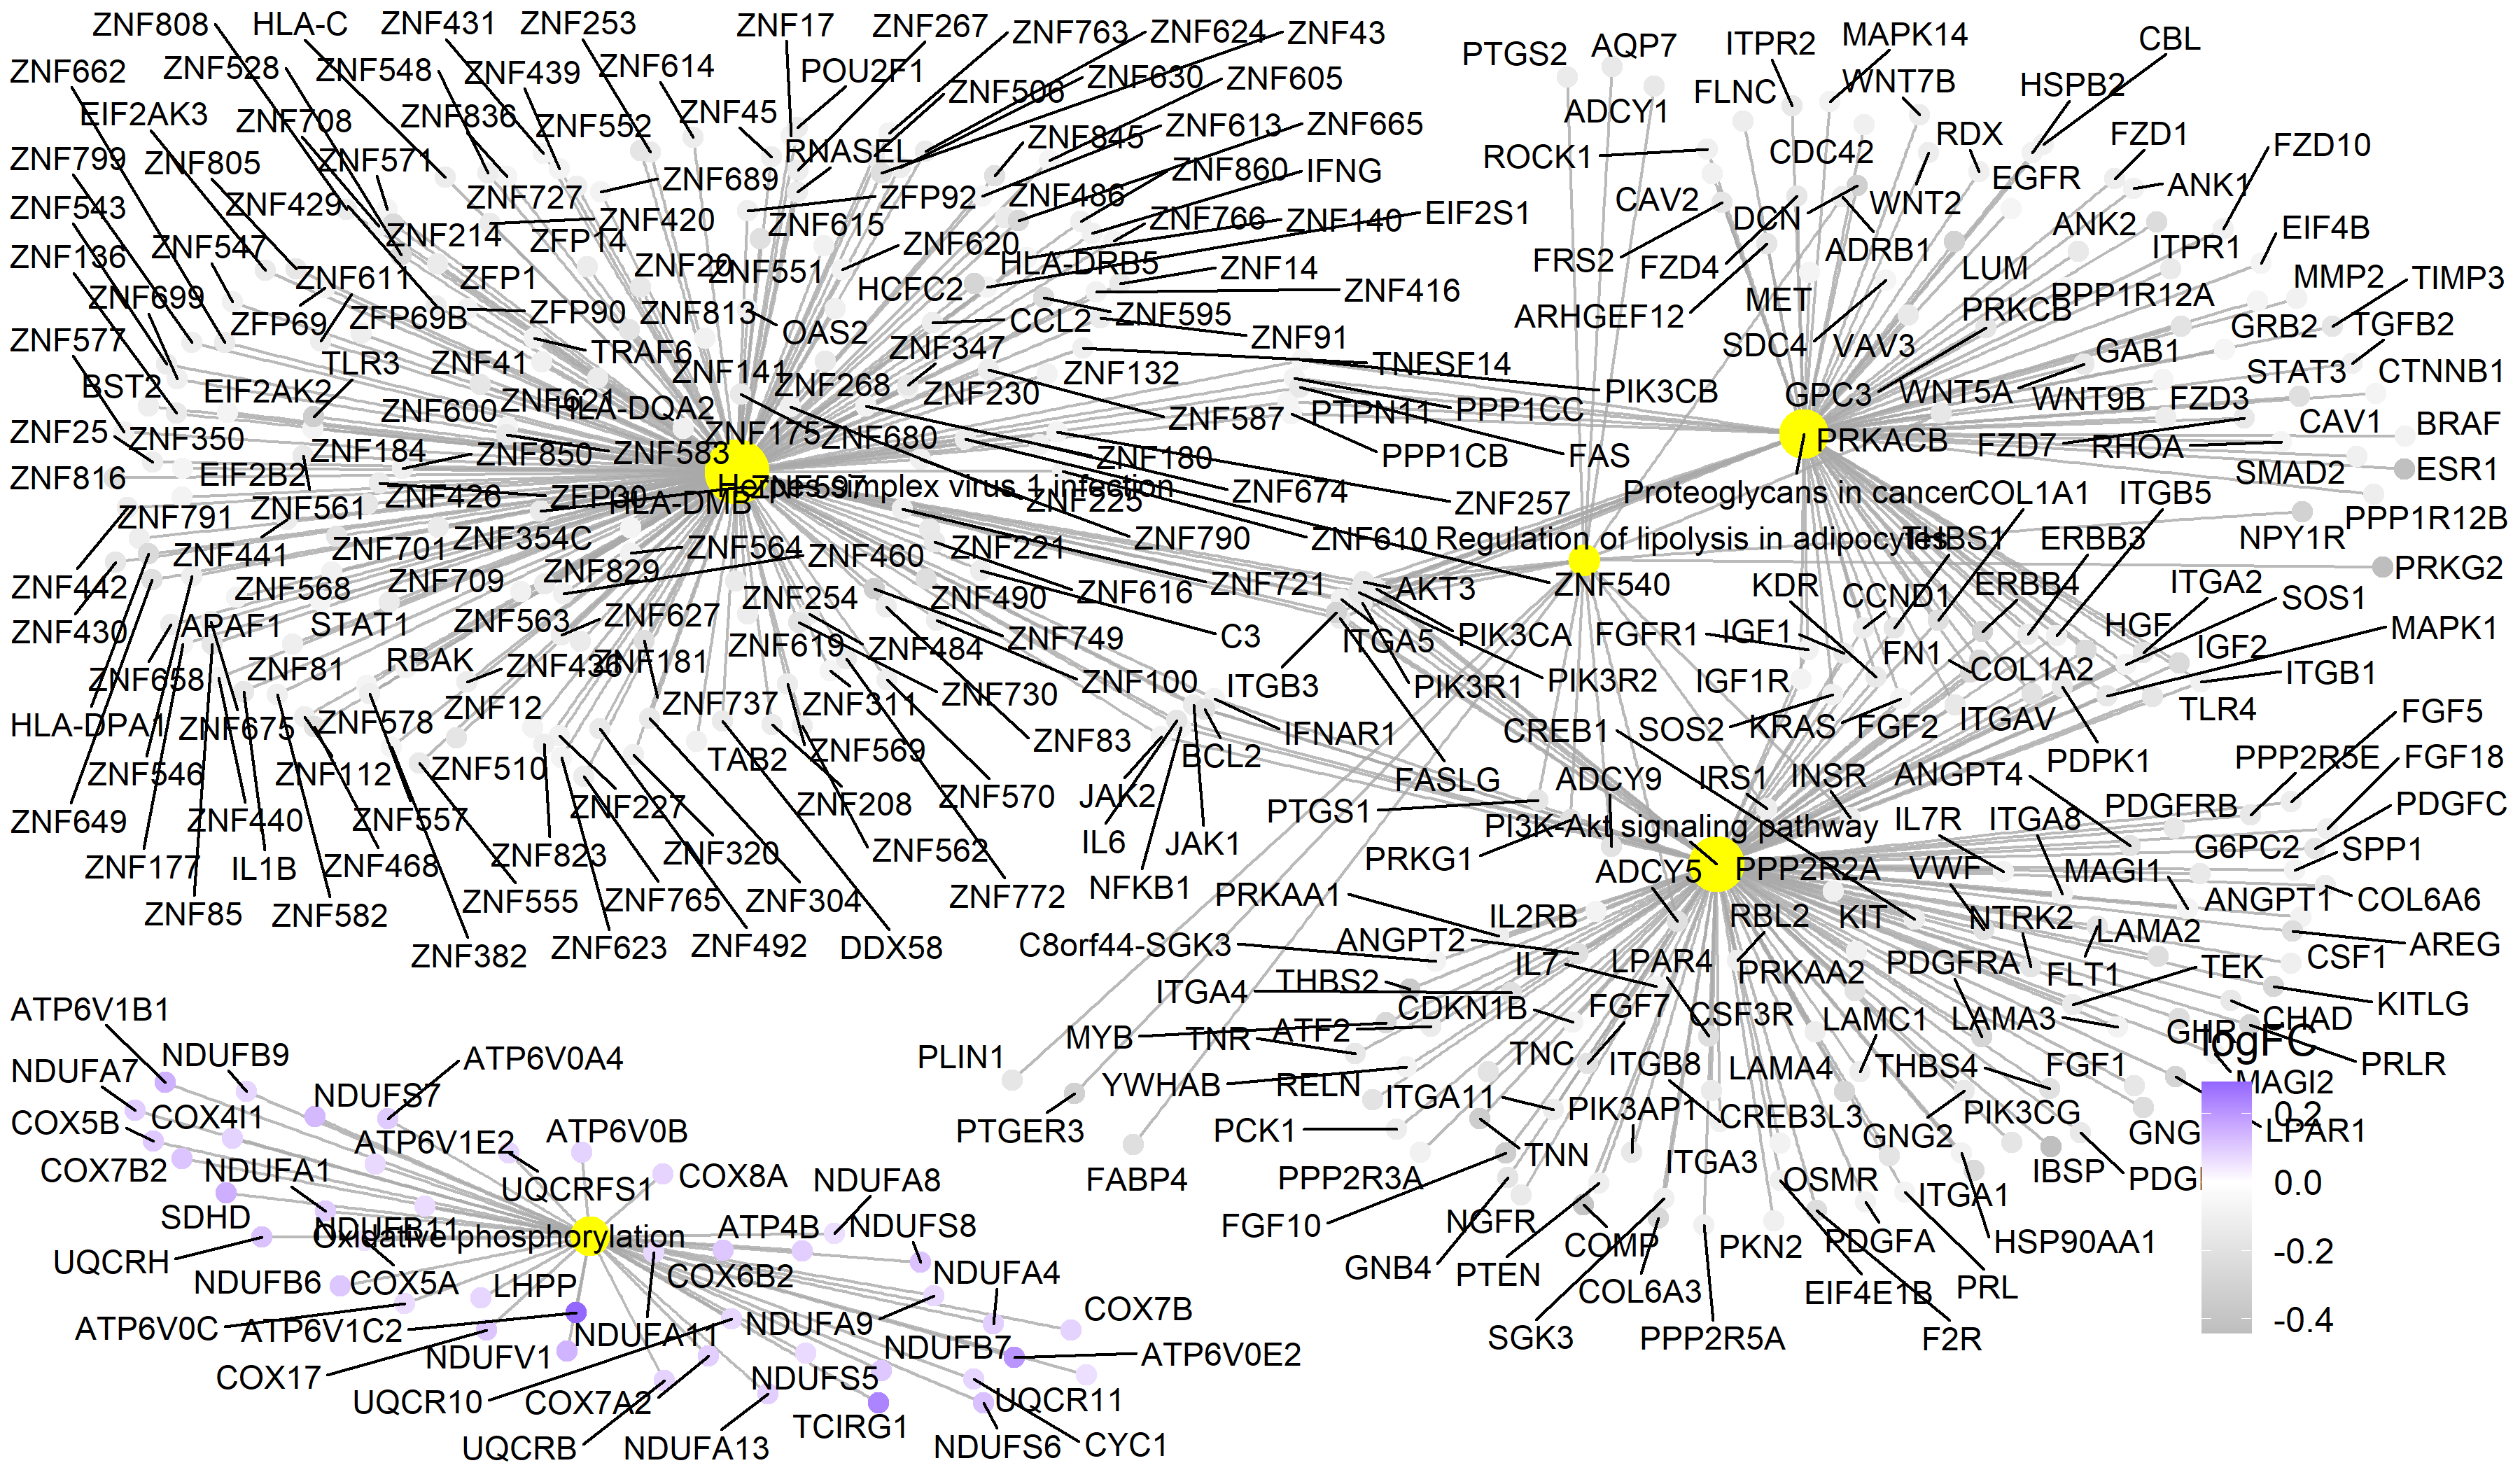 ZNF808
HLA-C
ZNF431
ZNF253
ZNF17
ZNF267
ZNF763
ZNF624
ZNF43
PTGS2
AQP7
ITPR2
MAPK14
CBL
ZNF662
ZNF528
ZNF548
ZNF439
ZNF614
POU2F1
ZNF506
ZNF630
ZNF605
ADCY1
FLNC
WNT7B
HSPB2
EIF2AK3
ZNF708
ZNF836
ZNF552
ZNF45
RNASEL
ZNF845
ZNF613
ZNF665
ROCK1
CDC42
RDX
FZD1
FZD10
ZNF799
ZNF805
ZNF571
ZNF727
ZNF689
ZFP92
ZNF486
ZNF860
IFNG
CAV2
DCN
WNT2
EGFR
ANK1
ZNF543
ZNF429
ZNF214
ZFP14
ZNF420
ZNF615
ZNF620
ZNF766
ZNF140
EIF2S1
FRS2
FZD4
ADRB1
ANK2
ITPR1
EIF4B
ZNF136
ZNF547
ZNF611
ZFP1
ZNF20
ZNF551
HCFC2
HLA-DRB5
ZNF14
ZNF416
ARHGEF12
MET
LUM
PPP1R12A
MMP2
TIMP3
ZNF699
ZFP69
ZFP69B
ZFP90
ZNF813
OAS2
CCL2
ZNF595
ZNF91
SDC4
VAV3
PRKCB
GRB2
TGFB2
ZNF577
BST2
EIF2AK2
TLR3
ZNF41
TRAF6
ZNF141
ZNF268
ZNF347
ZNF230
ZNF132
TNFSF14
PIK3CB
GPC3
WNT5A
GAB1
WNT9B
STAT3
FZD3
CTNNB1
ZNF25
ZNF350
ZNF600
ZNF621
HLA-DQA2
ZNF175
ZNF680
ZNF587
PTPN11
PPP1CC
PRKACB
FZD7
RHOA
CAV1
BRAF
ZNF816
EIF2B2
ZNF184
ZNF850
ZNF583
ZNF180
PPP1CB
FAS
SMAD2
ESR1
ZNF791
ZNF561
ZNF426
ZFP30
ZNF597
HLA-DMB
Herpes simplex virus 1 infection
ZNF225
ZNF674
ZNF257
Proteoglycans in cancer
COL1A1
ITGB5
PPP1R12B
ZNF442
ZNF441
ZNF701
ZNF354C
ZNF564
ZNF460
ZNF221
ZNF790
ZNF610
Regulation of lipolysis in adipocytes
THBS1
ERBB3
NPY1R
ZNF430
ZNF568
ZNF709
ZNF829
ZNF254
ZNF490
ZNF616
ZNF721
AKT3
ZNF540
KDR
CCND1
ERBB4
ITGA2
SOS1
PRKG2
APAF1
STAT1
ZNF563
ZNF627
ZNF619
ZNF484
ZNF749
C3
ITGA5
PIK3CA
FGFR1
IGF1
FN1
HGF
IGF2
MAPK1
ZNF658
ZNF81
RBAK
ZNF436
ZNF181
ZNF730
ZNF100
ITGB3
PIK3R1
PIK3R2
IGF1R
COL1A2
ITGB1
HLA-DPA1
ZNF675
ZNF578
ZNF12
ZNF737
ZNF311
ZNF83
IFNAR1
CREB1
SOS2
KRAS
FGF2
ITGAV
TLR4
FGF5
ZNF546
ZNF112
ZNF510
TAB2
ZNF569
BCL2
FASLG
ADCY9
IRS1
INSR
ANGPT4
PDPK1
PPP2R5E
FGF18
ZNF649
ZNF440
ZNF557
ZNF227
ZNF208
ZNF570
JAK2
PTGS1
PI3K-Akt signaling pathway
IL7R
ITGA8
PDGFRB
PDGFC
ZNF177
IL1B
ZNF468
ZNF823
ZNF320
ZNF562
IL6
JAK1
PRKG1
ADCY5
PPP2R2A
VWF
MAGI1
G6PC2
SPP1
ZNF85
ZNF582
ZNF555
ZNF765
ZNF304
ZNF772
NFKB1
PRKAA1
IL2RB
RBL2
KIT
NTRK2
ANGPT1
COL6A6
ZNF382
ZNF623
ZNF492
DDX58
C8orf44-SGK3
ANGPT2
IL7
LPAR4
PRKAA2
PDGFRA
FLT1
LAMA2
CSF1
AREG
ATP6V1B1
ITGA4
THBS2
CDKN1B
FGF7
CSF3R
LAMC1
LAMA3
TEK
KITLG
NDUFA7
NDUFB9
ATP6V0A4
PLIN1
MYB
TNR
ATF2
TNC
ITGB8
LAMA4
THBS4
FGF1
GHR
CHAD
PRLR
COX5B
COX4I1
NDUFS7
YWHAB
RELN
ITGA11
PIK3AP1
CREB3L3
PIK3CG
MAGI2
COX7B2
NDUFA1
ATP6V1E2
ATP6V0B
PTGER3
PCK1
TNN
ITGA3
GNG2
IBSP
LPAR1
SDHD
NDUFB11
UQCRFS1
COX8A
NDUFA8
FABP4
PPP2R3A
OSMR
ITGA1
UQCRH
Oxidative phosphorylation
ATP4B
NDUFS8
FGF10
NGFR
COMP
PKN2
PDGFA
HSP90AA1
NDUFB6
COX5A
LHPP
COX6B2
NDUFA4
GNB4
PTEN
COL6A3
EIF4E1B
PRL
ATP6V0C
ATP6V1C2
NDUFA11
NDUFA9
COX7B
SGK3
PPP2R5A
F2R
COX17
NDUFV1
NDUFB7
ATP6V0E2
UQCR10
COX7A2
NDUFS5
UQCR11
UQCRB
NDUFA13
TCIRG1
NDUFS6
CYC1
logFC
0.2
0.0
-0.2
-0.4